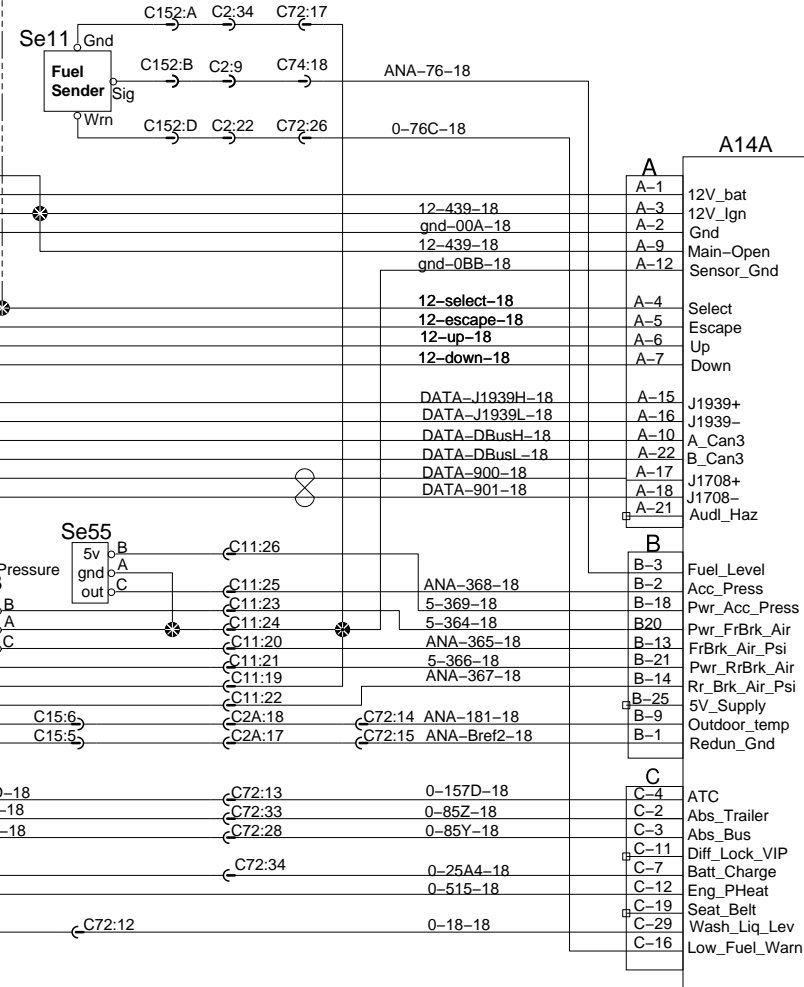 C152:A C2:34 C72:17
Se11 Gnd
Fuel
Sender
C152:B C2:9 C74:18 ANA-76-18
Sig
Wrn
C152:D C2:22 C72:26 0-76C-18
A14A
A
A-1 12V_bat
12-439-18 A-3 12V_Ign
gnd-00A-18 A-2 Gnd
12-439-18 A-9 Main-Open
gnd-0BB-18 A-12 Sensor_Gnd
12-select-18 A-4 Select
12-escape-18 A-5 Escape
12-up-18 A-6 Up
12-down-18 A-7 Down
DATA-J1939H-18 A-15 J1939+
DATA-J1939L-18 A-16 J1939-
DATA-DBusH-18 A-10 A_Can3
DATA-DBusL-18 A-22 B_Can3
DATA-900-18 A-17 J1708+
DATA-901-18 A-18 J1708-
A-21 Audl_Haz
Se55
B
5v B C11:26
B-3 Fuel_Level
Pressure gnd A
out C C11:25 ANA-368-18 B-2 Acc_Press
B C11:23 5-369-18 B-18 Pwr_Acc_Press
A C11:24 5-364-18 B20 Pwr_FrBrk_Air
C C11:20 ANA-365-18 B-13 FrBrk_Air_Psi
C11:21 5-366-18 B-21 Pwr_RrBrk_Air
C11:19 ANA-367-18 B-14 Rr_Brk_Air_Psi
C11:22 B-25 5V_Supply
C15:6 C2A:18 C72:14 ANA-181-18 B-9 Outdoor_temp
C15:5 C2A:17 C72:15 ANA-Bref2-18 B-1 Redun_Gnd
C
-18 C72:13 0-157D-18 C-4 ATC
-18 C72:33 0-85Z-18 C-2 Abs_Trailer
-18 C72:28 0-85Y-18 C-3 Abs_Bus
C-11 Diff_Lock_VIP
C72:34 0-25A4-18 C-7 Batt_Charge
0-515-18 C-12 Eng_PHeat
C-19 Seat_Belt
C72:12 0-18-18 C-29 Wash_Liq_Lev
C-16 Low_Fuel_Warn